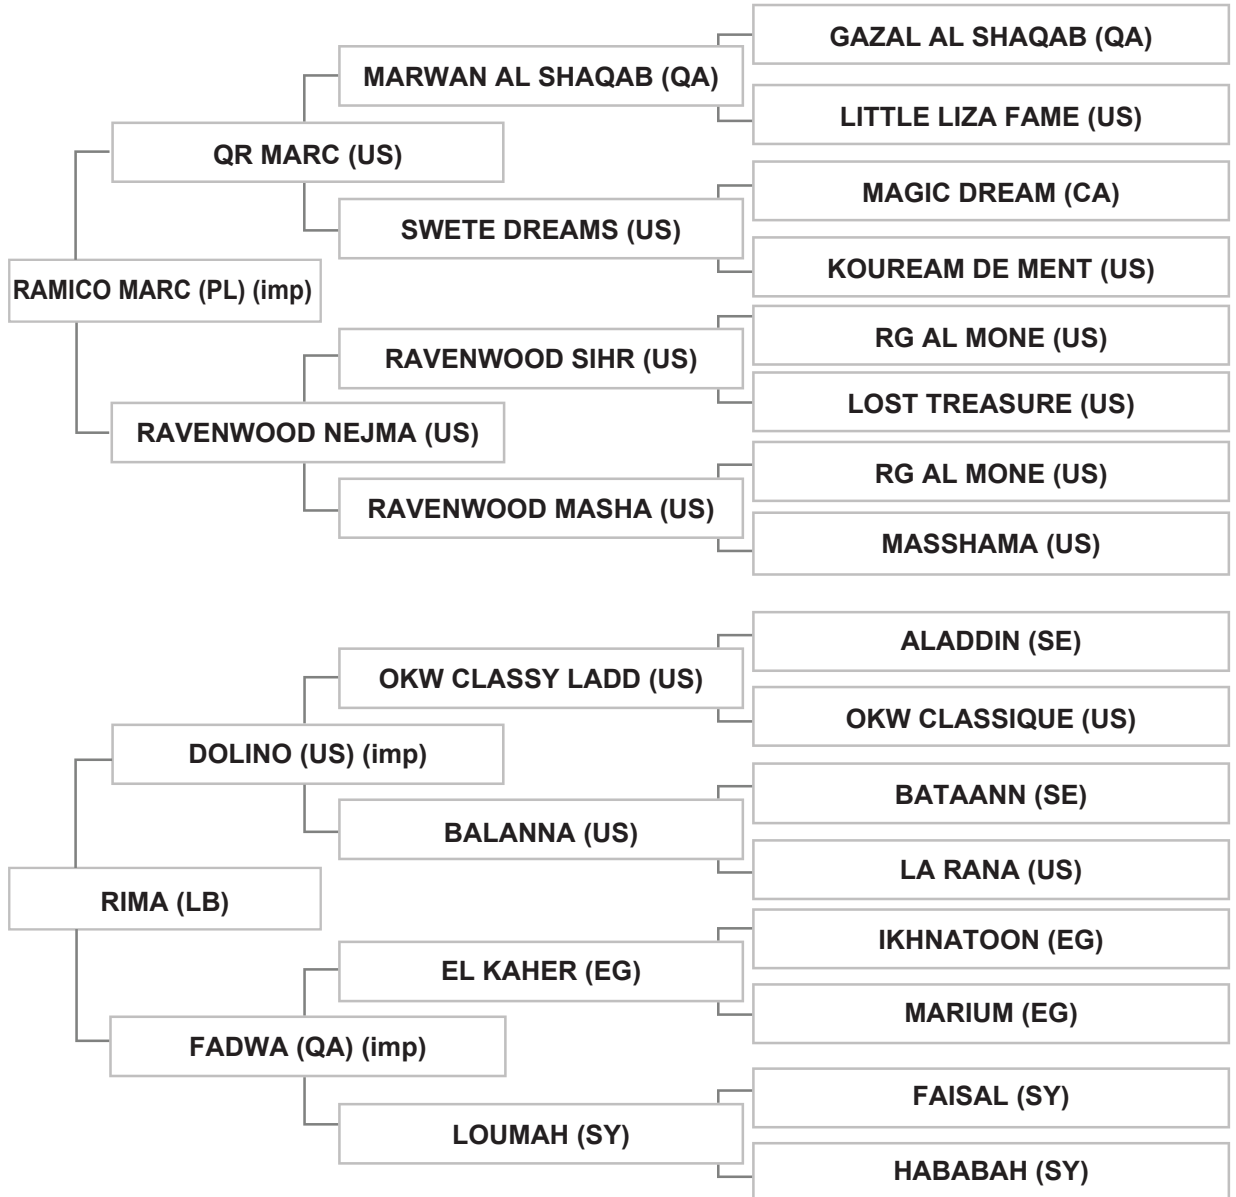 GAZAL AL SHAQAB (QA)
MARWAN AL SHAQAB (QA)
LITTLE LIZA FAME (US)
QR MARC (US)
MAGIC DREAM (CA)
SWETE DREAMS (US)
KOUREAM DE MENT (US)
RAMICO MARC (PL) (imp)
RG AL MONE (US)
RAVENWOOD SIHR (US)
LOST TREASURE (US)
RAVENWOOD NEJMA (US)
RG AL MONE (US)
RAVENWOOD MASHA (US)
MASSHAMA (US)
ALADDIN (SE)
OKW CLASSY LADD (US)
OKW CLASSIQUE (US)
DOLINO (US) (imp)
BATAANN (SE)
BALANNA (US)
LA RANA (US)
RIMA (LB)
IKHNATOON (EG)
EL KAHER (EG)
MARIUM (EG)
FADWA (QA) (imp)
FAISAL (SY)
LOUMAH (SY)
HABABAH (SY)